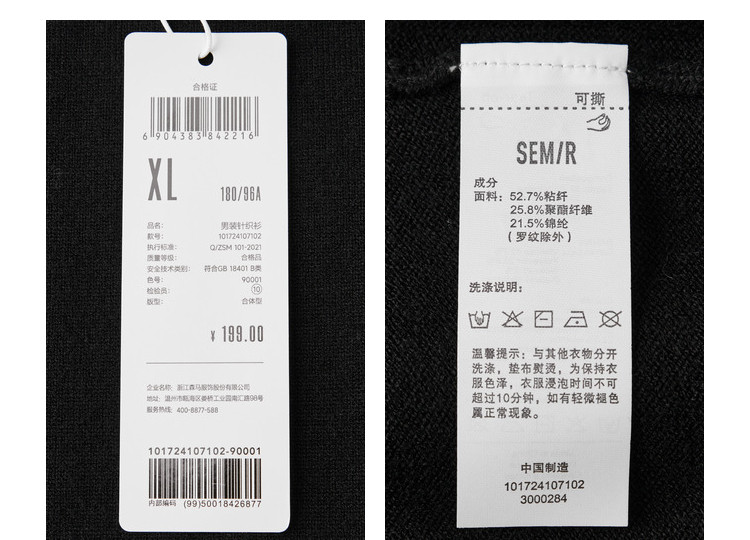 合格证
6 904383 842216
XL
180/96A
品名: 男装针织衫
款号: 101724107102
执行标准: Q/ZSM 101-2021
质量等级: 合格品
安全技术类别: 符合GB 18401 B类
色号: 90001
检验员: 10
版型: 合体型
¥ 199.00
企业名称: 浙江森马服饰股份有限公司
地址: 温州市瓯海区娄桥工业园南汇路98号
服务热线: 400-8877-588
101724107102-90001
内部编码 (99)50018426877
可撕
SEM/R
成分
面料: 52.7%粘纤
25.8%聚酯纤维
21.5%锦纶
(罗纹除外)
洗涤说明:
温馨提示: 与其他衣物分开
洗涤, 垫布熨烫, 为保持衣
服色泽, 衣服浸泡时间不可
超过10分钟, 如有轻微褪色
属正常现象。
中国制造
101724107102
3000284